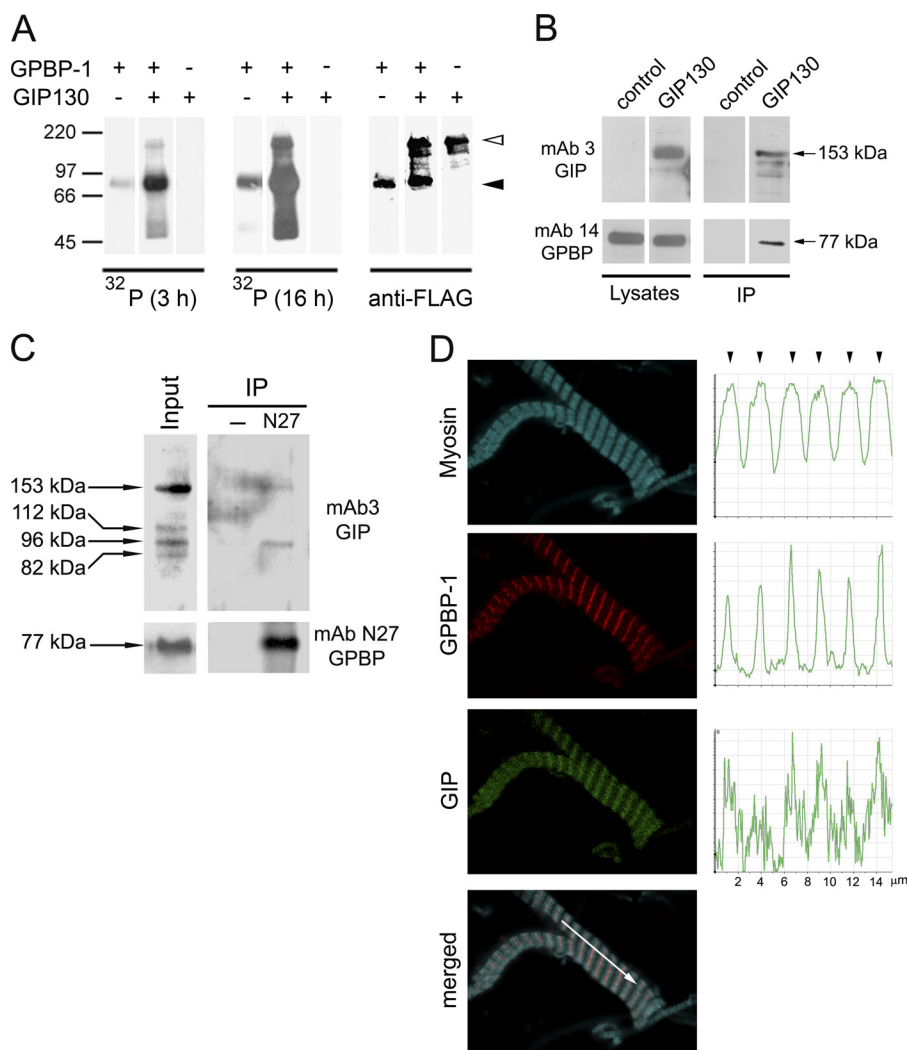 A
GPBP-1 + + - + + - + + -
GIP130 - + + - + + - + +
220
97
66
45
32P (3 h)
32P (16 h)
anti-FLAG
B
control GIP130 control GIP130
mAb 3
GIP
153 kDa
mAb 14
GPBP
77 kDa
Lysates IP
C
Input
IP
– N27
153 kDa
112 kDa
96 kDa
82 kDa
mAb3
GIP
77 kDa
mAb N27
GPBP
D
Myosin
GPBP-1
GIP
2 4 6 8 10 12 14 μm
merged